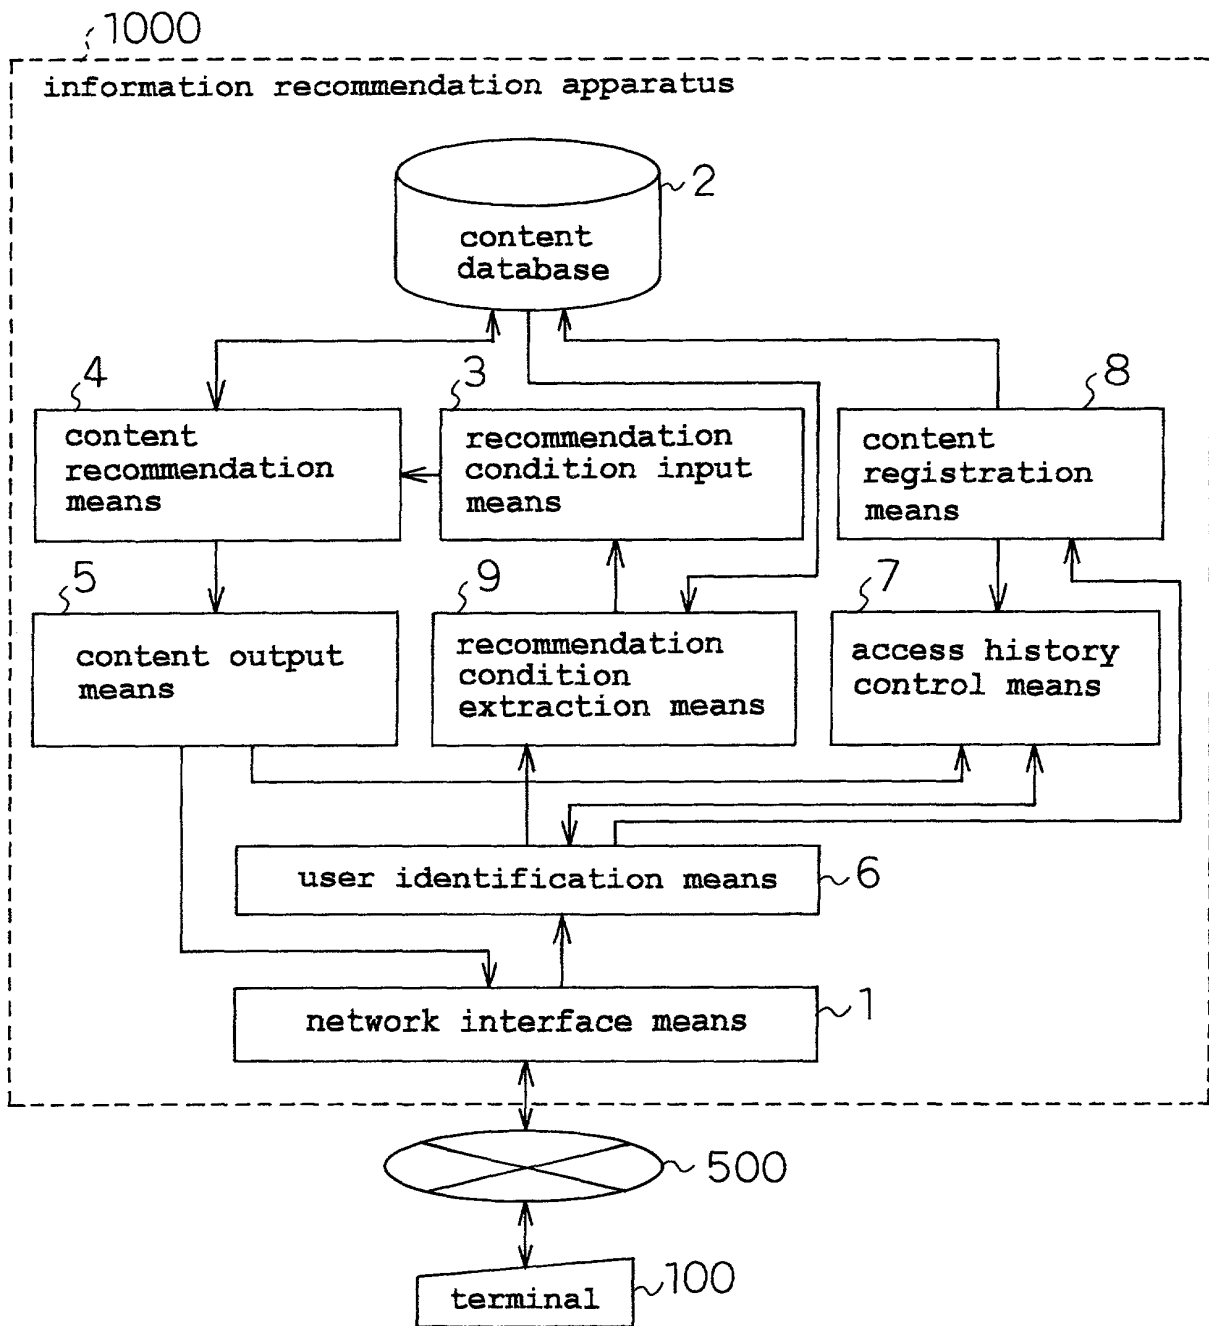 1000
information recommendation apparatus
2
content
database
4
content
recommendation
means
3
recommendation
condition input
means
8
content
registration
means
5
content output
means
9
recommendation
condition
extraction means
7
access history
control means
user identification means
6
network interface means
1
500
terminal
100